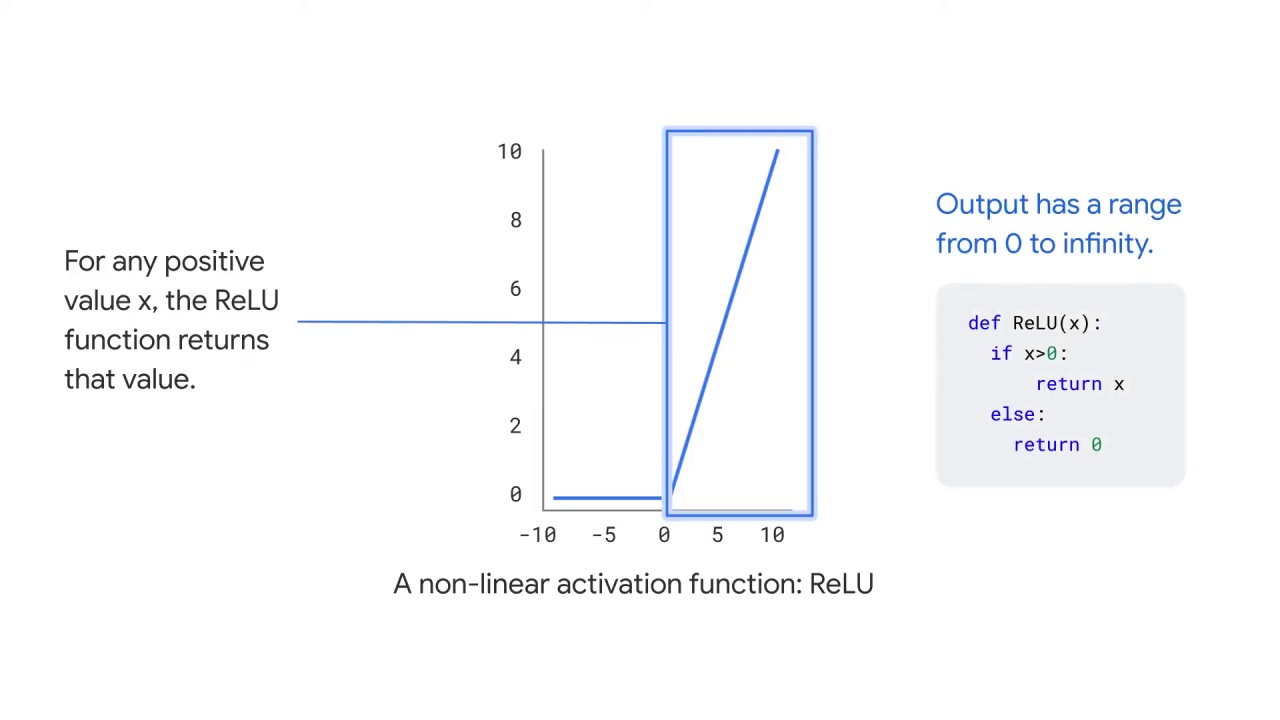 For any positive
value x, the ReLU
function returns
that value.
10
8
6
4
2
0
-10 -5 0 5 10
A non-linear activation function: ReLU
Output has a range
from 0 to infinity.
def ReLU(x):
if x>0:
return x
else:
return 0